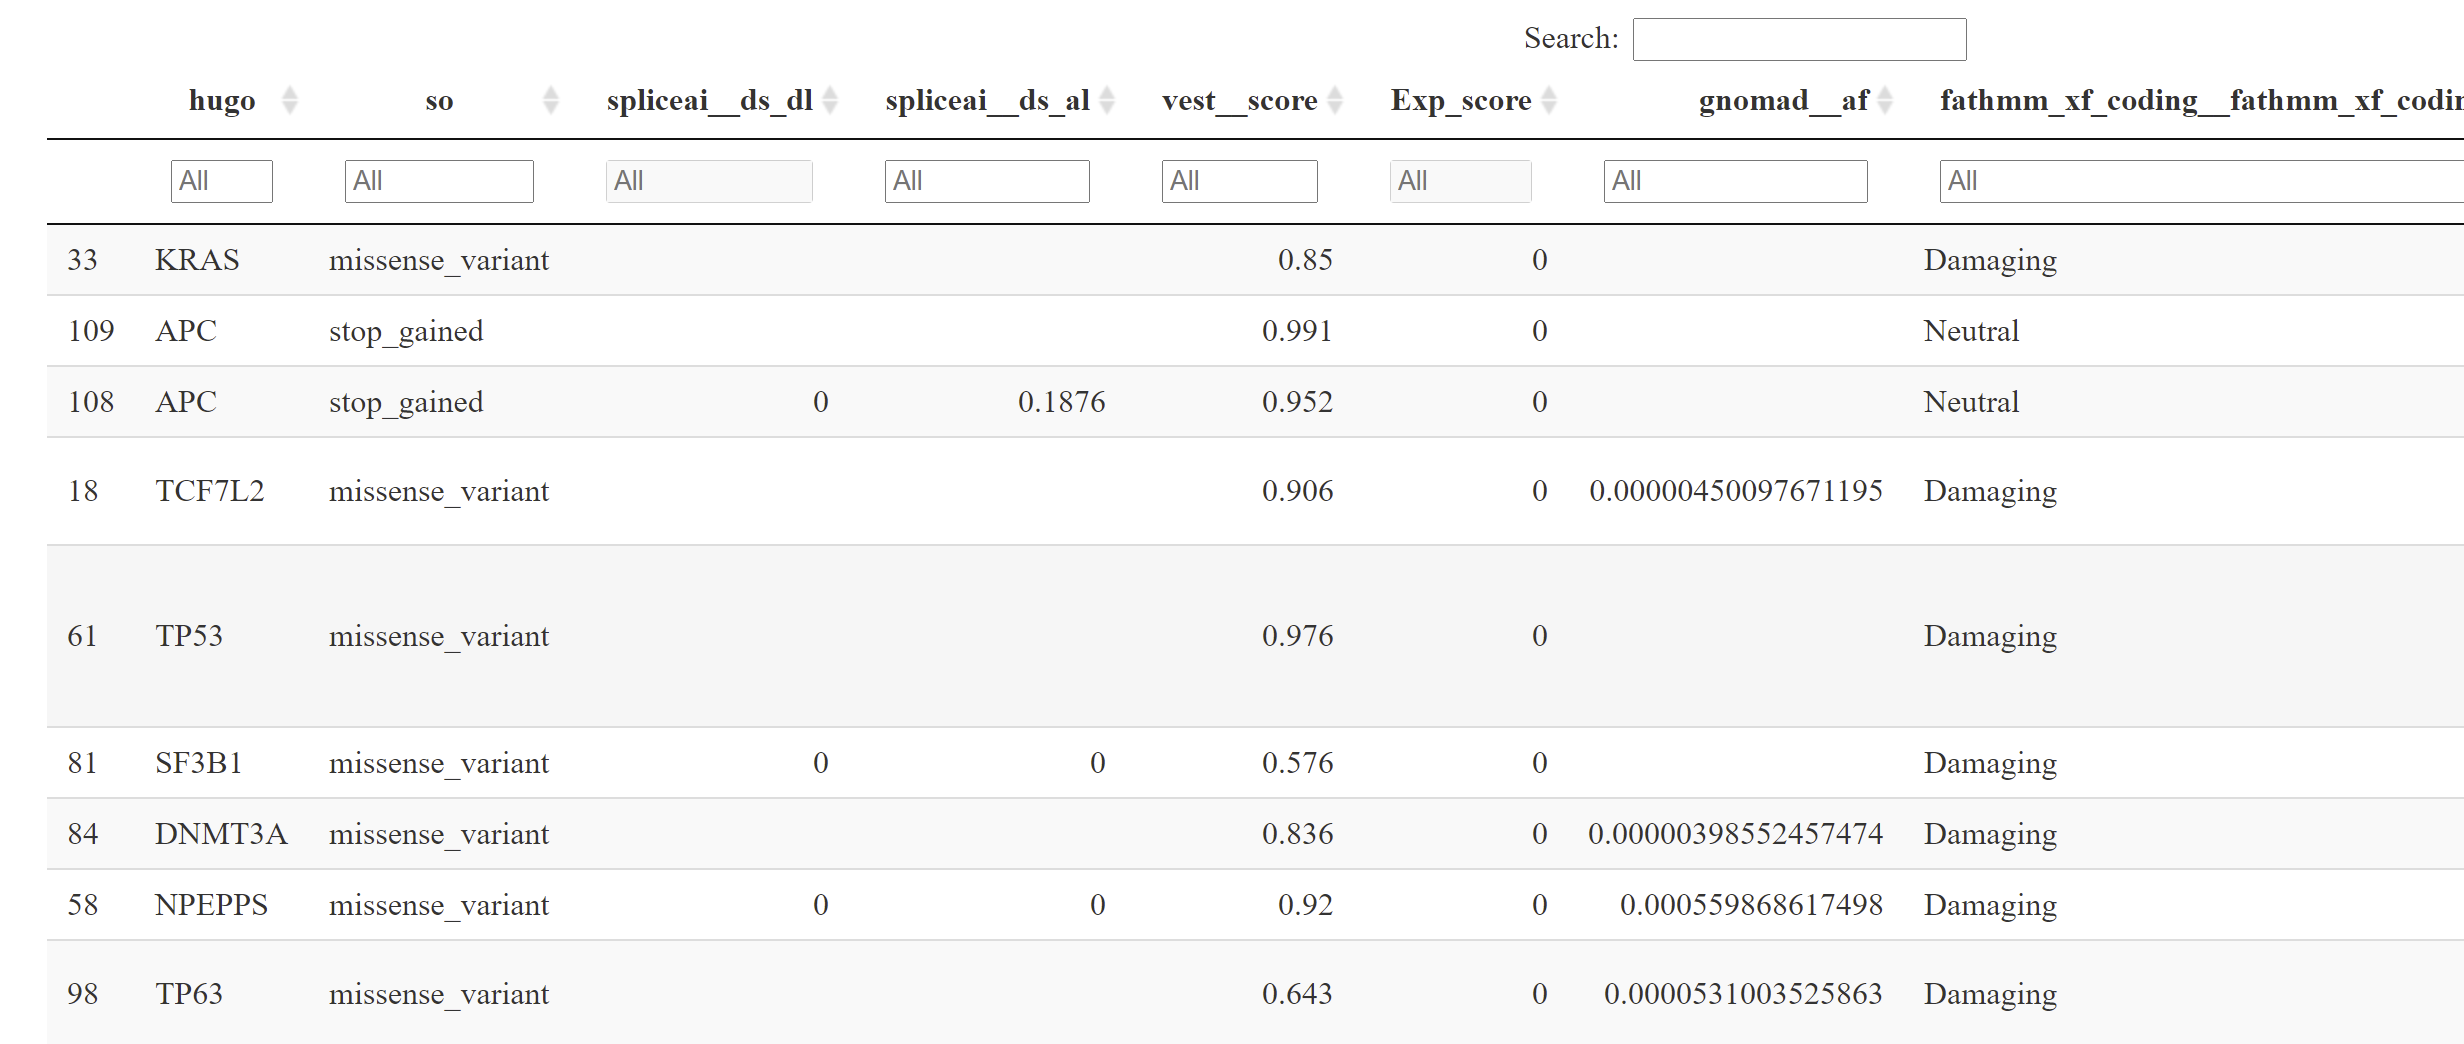 Search:
hugo so spliceai__ds_dl spliceai__ds_al vest__score Exp_score gnomad__af fathmm_xf_coding__fathmm_xf_codin
All All All All All All All All
33 KRAS missense_variant 0.85 0 Damaging
109 APC stop_gained 0.991 0 Neutral
108 APC stop_gained 0 0.1876 0.952 0 Neutral
18 TCF7L2 missense_variant 0.906 0 0.00000450097671195 Damaging
61 TP53 missense_variant 0.976 0 Damaging
81 SF3B1 missense_variant 0 0 0.576 0 Damaging
84 DNMT3A missense_variant 0.836 0 0.00000398552457474 Damaging
58 NPEPPS missense_variant 0 0 0.92 0 0.000559868617498 Damaging
98 TP63 missense_variant 0.643 0 0.0000531003525863 Damaging